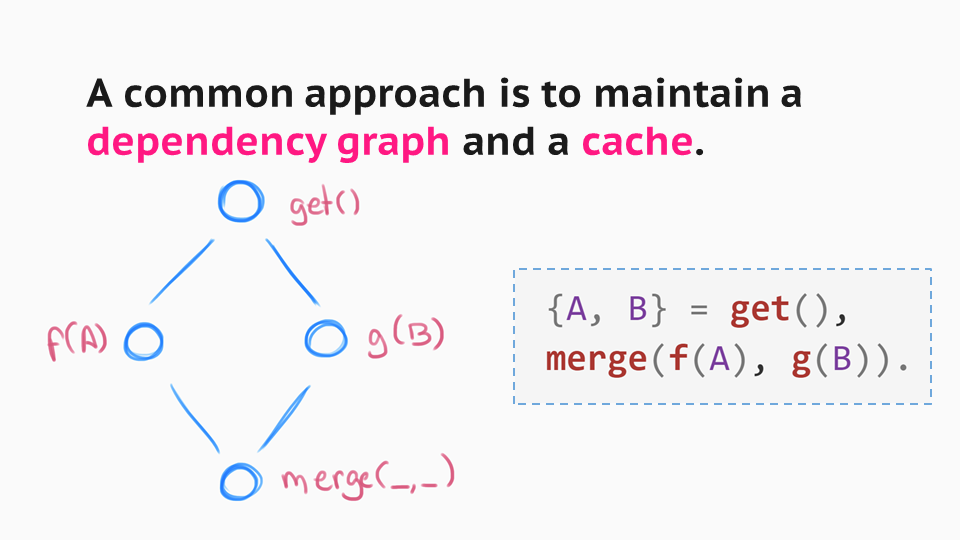 A common approach is to maintain a
dependency graph and a cache.
get()
f(A)
g(B)
merge(_,_)
{A, B} = get(),
merge(f(A), g(B)).